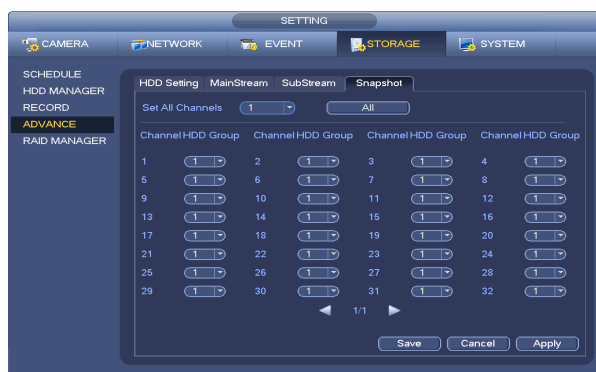 SETTING
CAMERA NETWORK EVENT STORAGE SYSTEM
SCHEDULE
HDD MANAGER
RECORD
ADVANCE
RAID MANAGER
HDD Setting MainStream SubStream Snapshot
Set All Channels 1 All
Channel HDD Group Channel HDD Group Channel HDD Group Channel HDD Group
1 1 2 1 3 1 4 1
5 1 6 1 7 1 8 1
9 1 10 1 11 1 12 1
13 1 14 1 15 1 16 1
17 1 18 1 19 1 20 1
21 1 22 1 23 1 24 1
25 1 26 1 27 1 28 1
29 1 30 1 31 1 32 1
1/1
Save Cancel Apply